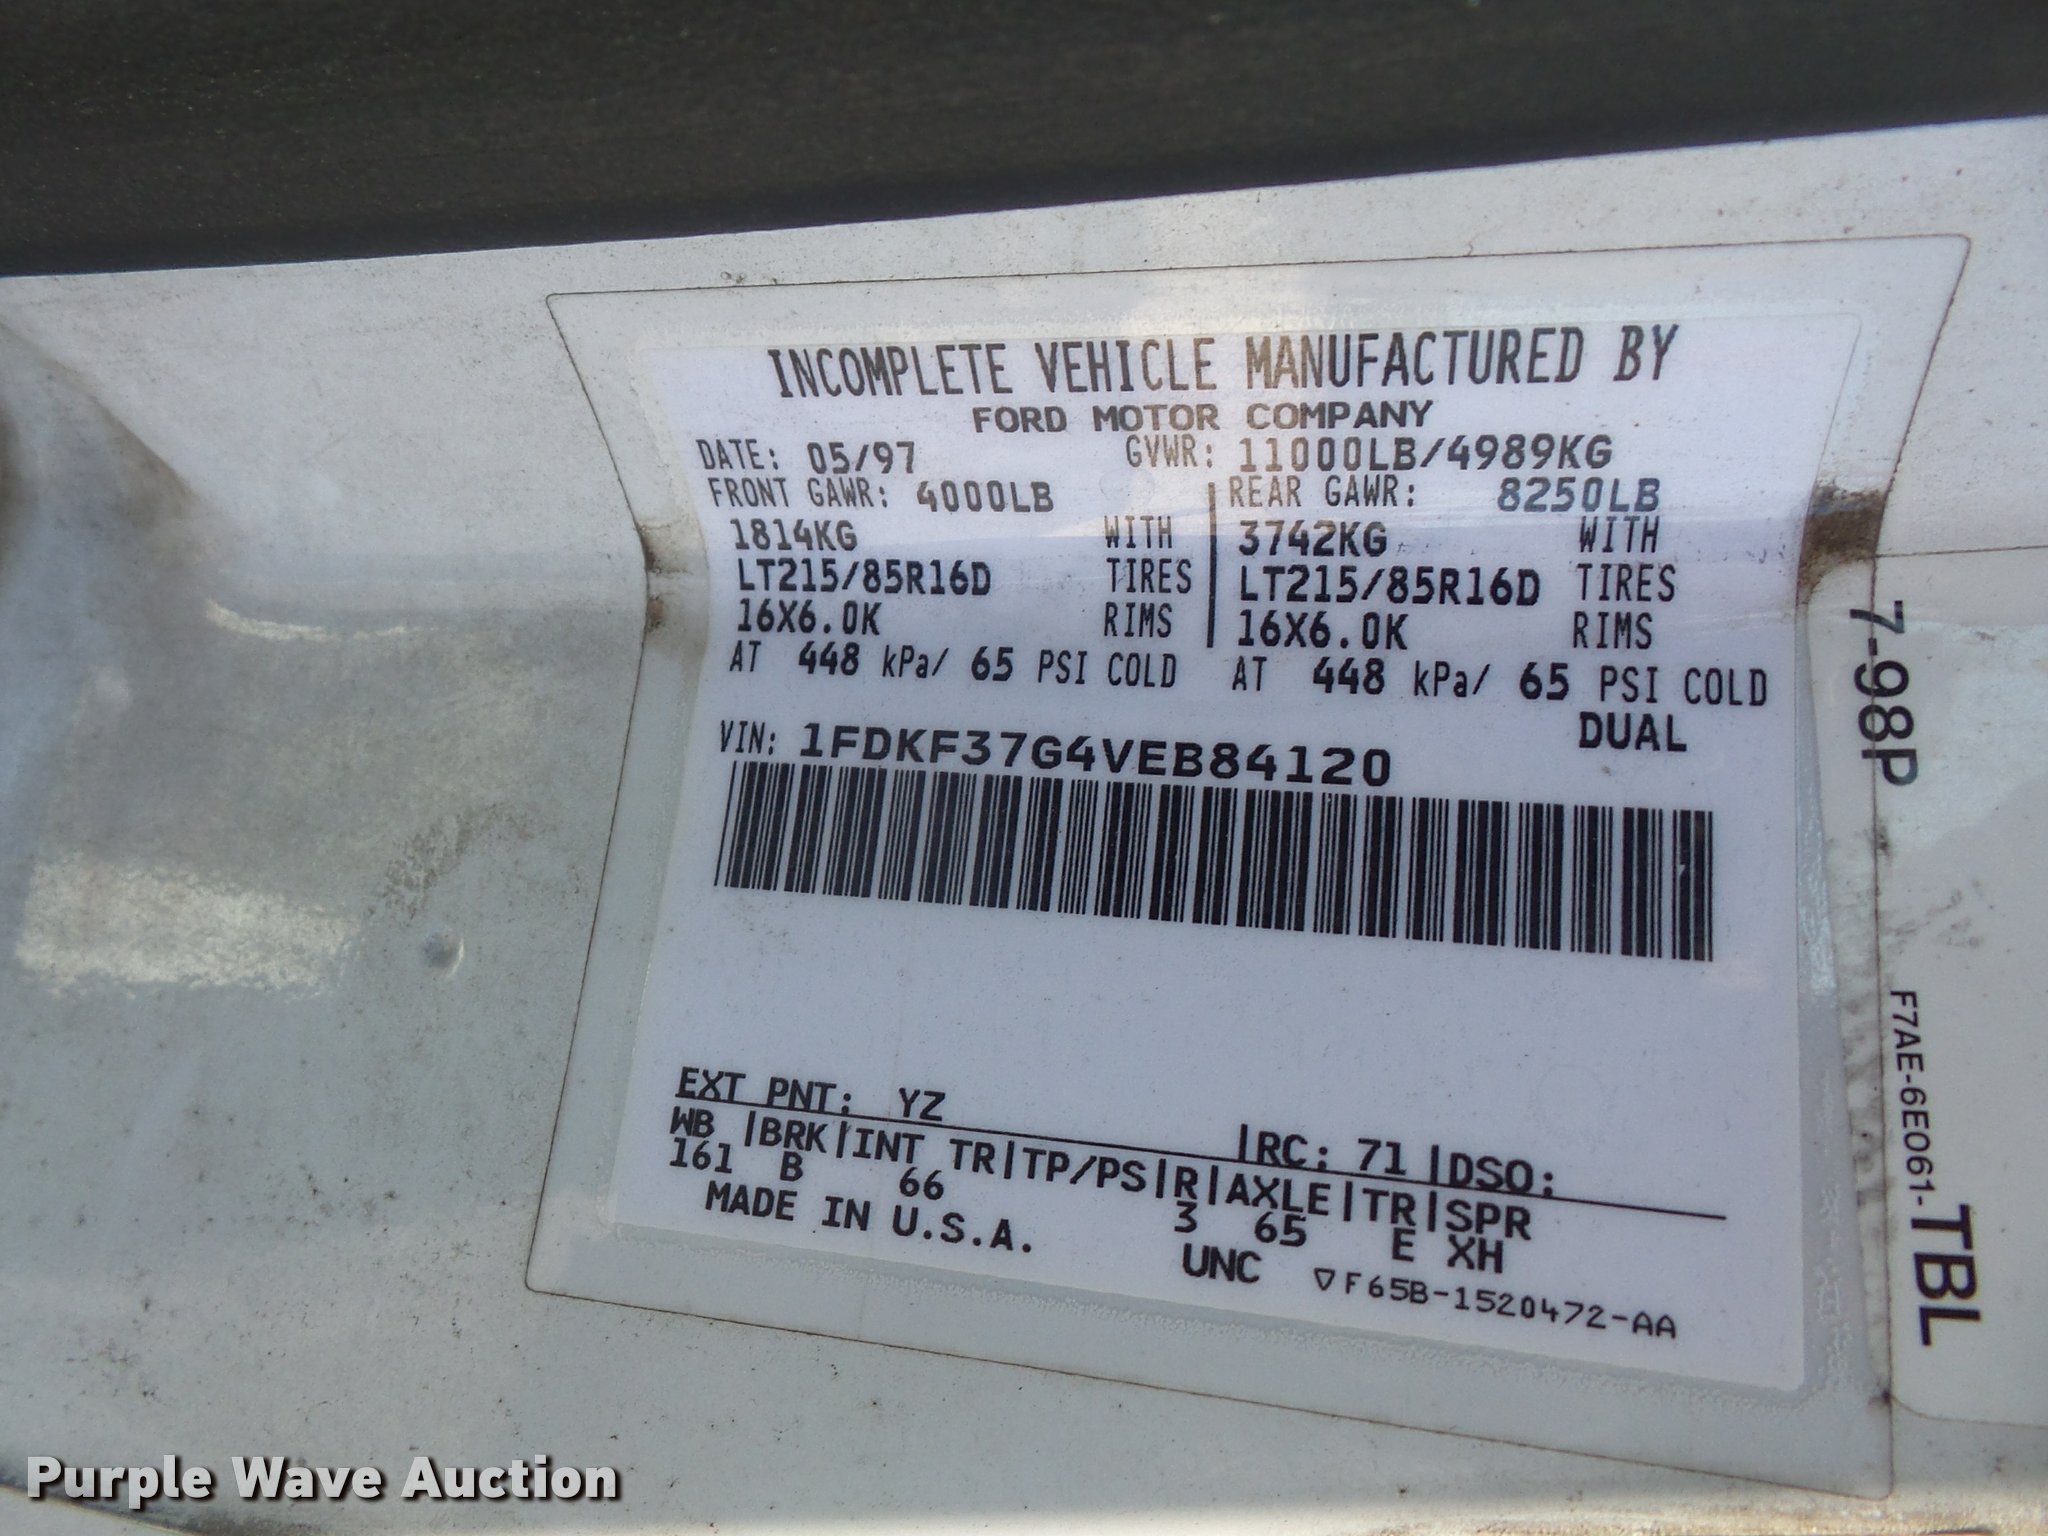 INCOMPLETE VEHICLE MANUFACTURED BY
FORD MOTOR COMPANY
DATE: 05/97 GVWR: 11000LB/4989KG
FRONT GAWR: 4000LB REAR GAWR: 8250LB
1814KG WITH 3742KG WITH
LT215/85R16D TIRES LT215/85R16D TIRES
16X6.0K RIMS 16X6.0K RIMS
AT 448 kPa/ 65 PSI COLD AT 448 kPa/ 65 PSI COLD
VIN: 1FDKF37G4VEB84120 DUAL
EXT PNT: YZ |RC: 71 |DSO:
WB |BRK|INT TR|TP/PS|R|AXLE|TR|SPR
161 B 66 3 65 E XH
MADE IN U.S.A. UNC ▽F65B-1520472-AA
7-98P
F7AE-6E061-TBL
Purple Wave Auction